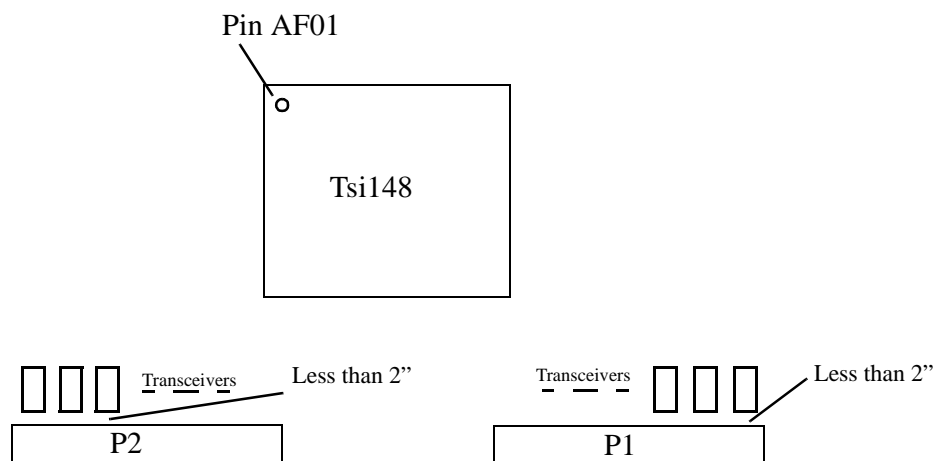 Pin AF01
Tsi148
Transceivers
Less than 2”
Transceivers
Less than 2”
P2
P1